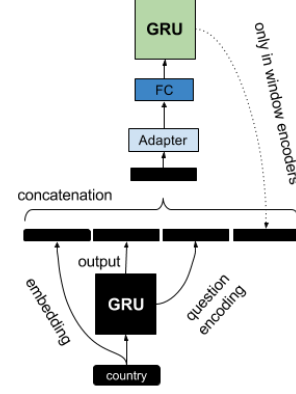 GRU
only in window encoders
FC
Adapter
concatenation
output
embedding
GRU
question
encoding
country